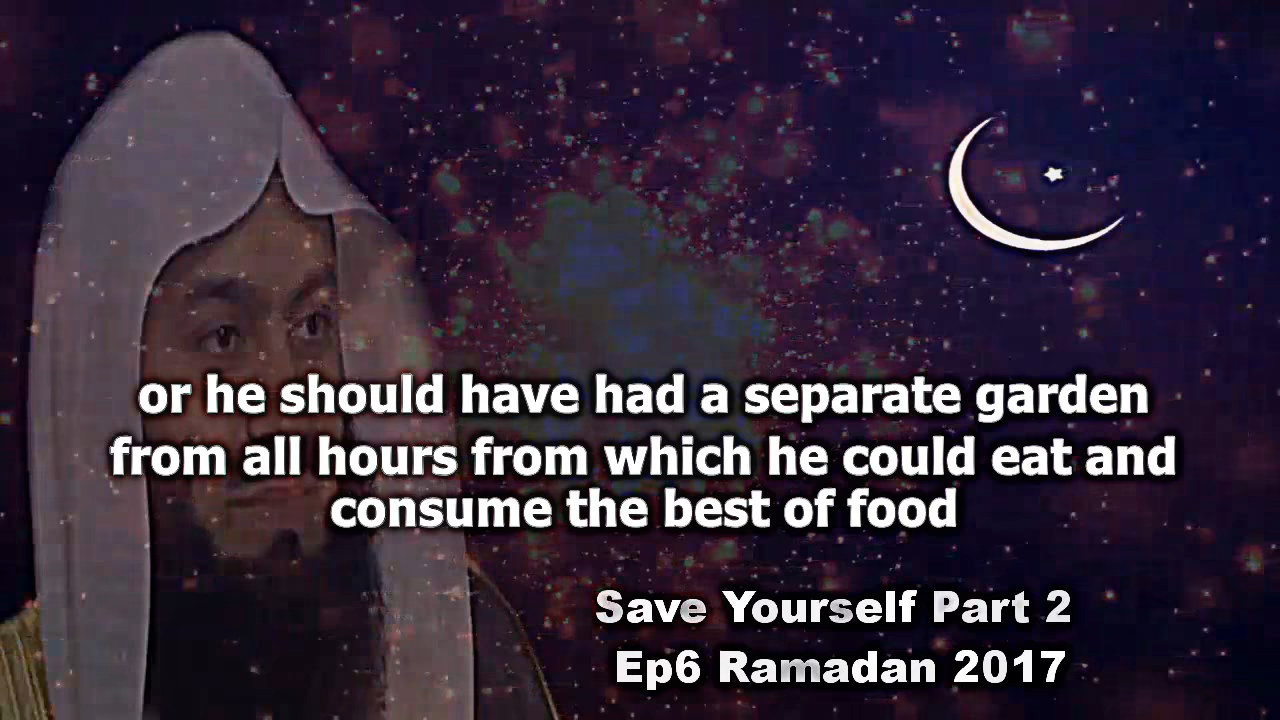 or he should have had a separate garden
from all hours from which he could eat and
consume the best of food
Save Yourself Part 2
Ep6 Ramadan 2017